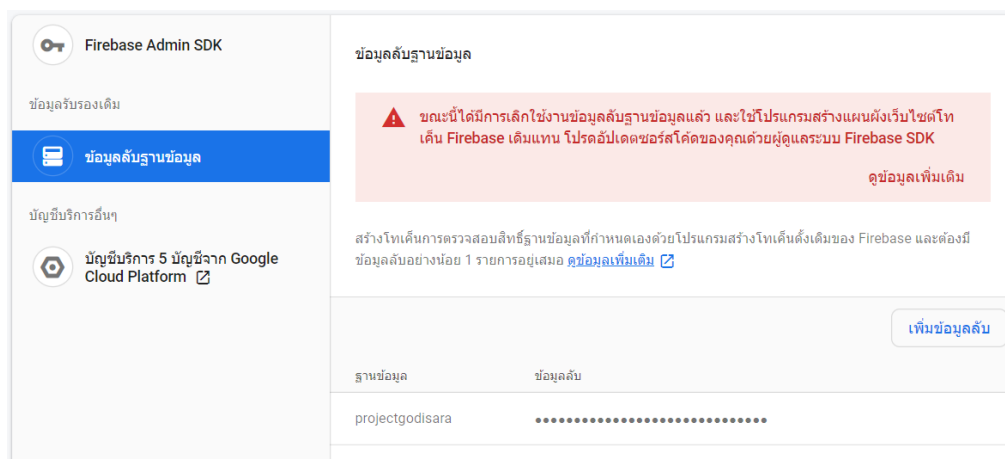 Firebase Admin SDK
ข้อมูลรับรองเดิม
ข้อมูลลับฐานข้อมูล
บัญชีบริการอื่นๆ
บัญชีบริการ 5 บัญชีจาก Google
Cloud Platform
ข้อมูลลับฐานข้อมูล
ขณะนี้ได้มีการเลิกใช้งานข้อมูลลับฐานข้อมูลแล้ว และใช้โปรแกรมสร้างแผนผังเว็บไซต์โท
เค็น Firebase เดิมแทน โปรดอัปเดตซอร์สโค้ดของคุณด้วยผู้ดูแลระบบ Firebase SDK
ดูข้อมูลเพิ่มเติม
สร้างโทเค็นการตรวจสอบสิทธิ์ฐานข้อมูลที่กำหนดเองด้วยโปรแกรมสร้างโทเค็นดั้งเดิมของ Firebase และต้องมี
ข้อมูลลับอย่างน้อย 1 รายการอยู่เสมอ ดูข้อมูลเพิ่มเติม
เพิ่มข้อมูลลับ
ฐานข้อมูล ข้อมูลลับ
projectgodisara ••••••••••••••••••••••••••••••